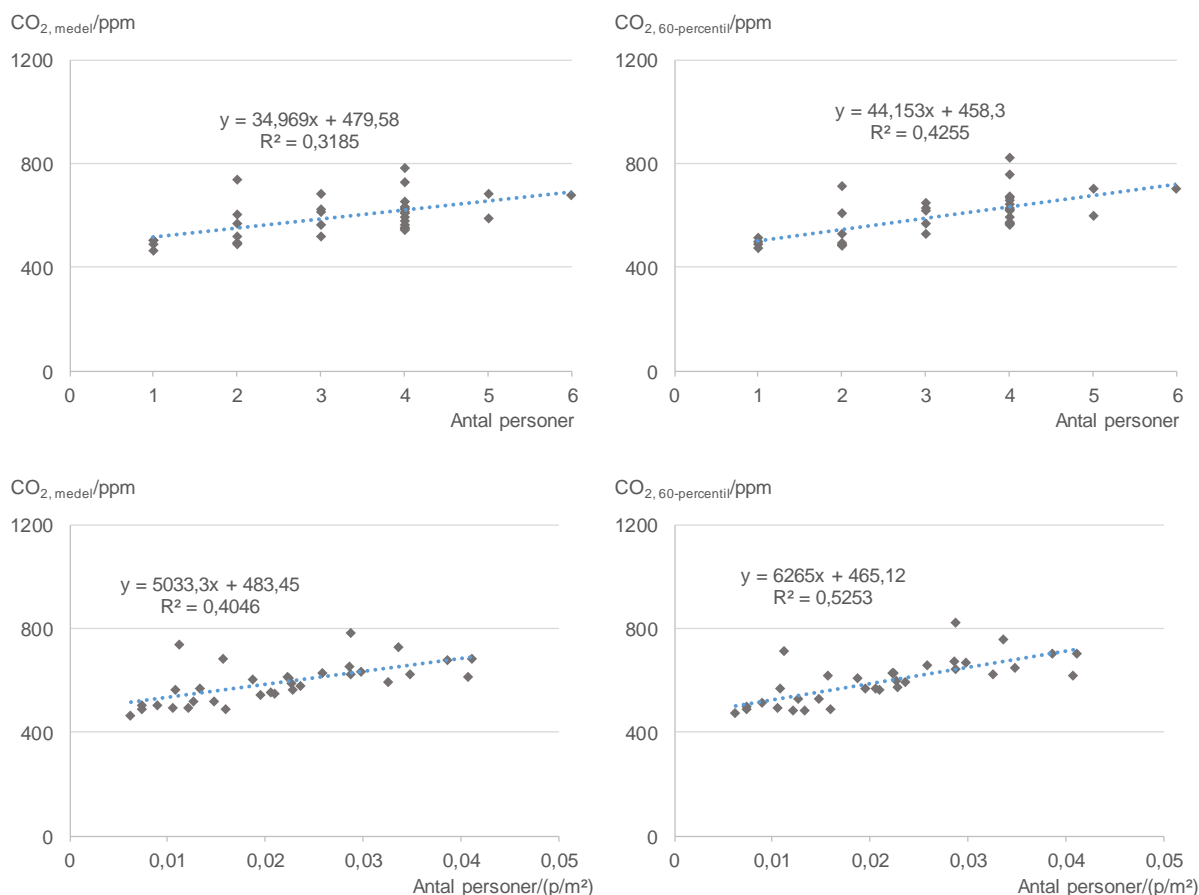 CO2, medel/ppm
1200
y = 34,969x + 479,58
R² = 0,3185
800
400
0
0 1 2 3 4 5 6
Antal personer
CO2, 60-percentil/ppm
1200
y = 44,153x + 458,3
R² = 0,4255
800
400
0
0 1 2 3 4 5 6
Antal personer
CO2, medel/ppm
1200
y = 5033,3x + 483,45
R² = 0,4046
800
400
0
0 0,01 0,02 0,03 0,04 0,05
Antal personer/(p/m²)
CO2, 60-percentil/ppm
1200
y = 6265x + 465,12
R² = 0,5253
800
400
0
0 0,01 0,02 0,03 0,04 0,05
Antal personer/(p/m²)